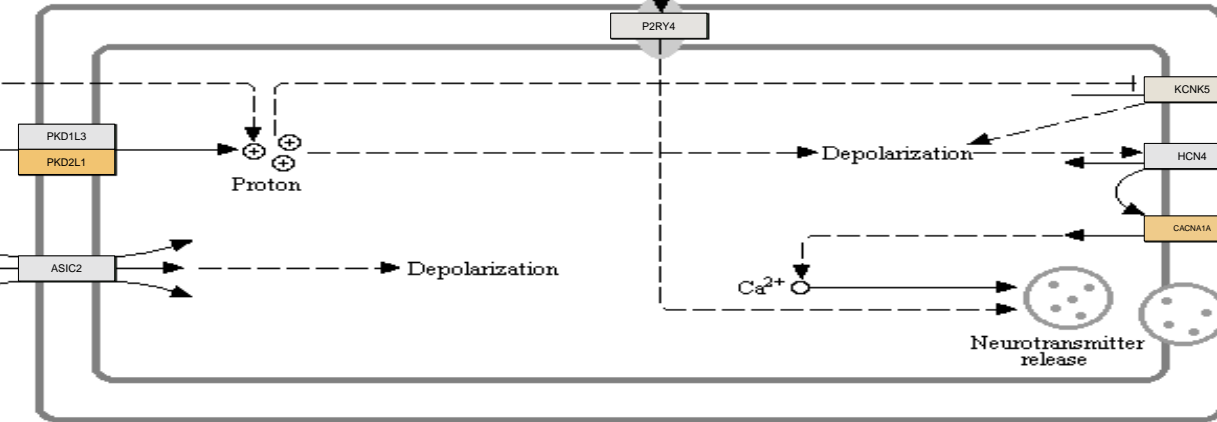 P2RY4
KCNK5
PKD1L3
PKD2L1
Proton
Depolarization
HCN4
CACNA1A
ASIC2
Depolarization
Ca2+
Neurotransmitter
release